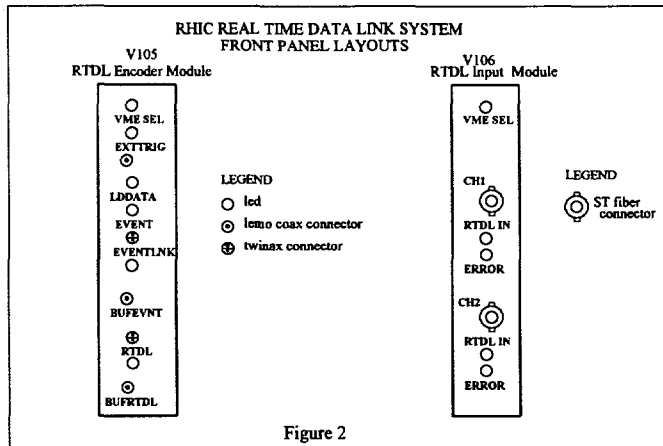 RHIC REAL TIME DATA LINK SYSTEM
FRONT PANEL LAYOUTS
V105
RTDL Encoder Module
VME SEL
EXTTRIG
LDDATA
EVENT
EVENTLNK
BUFEVNT
RTDL
BUFRTDL
LEGEND
led
lemo coax connector
twinax connector
V106
RTDL Input Module
VME SEL
CH1
RTDL IN
ERROR
CH2
RTDL IN
ERROR
LEGEND
ST fiber
connector
Figure 2